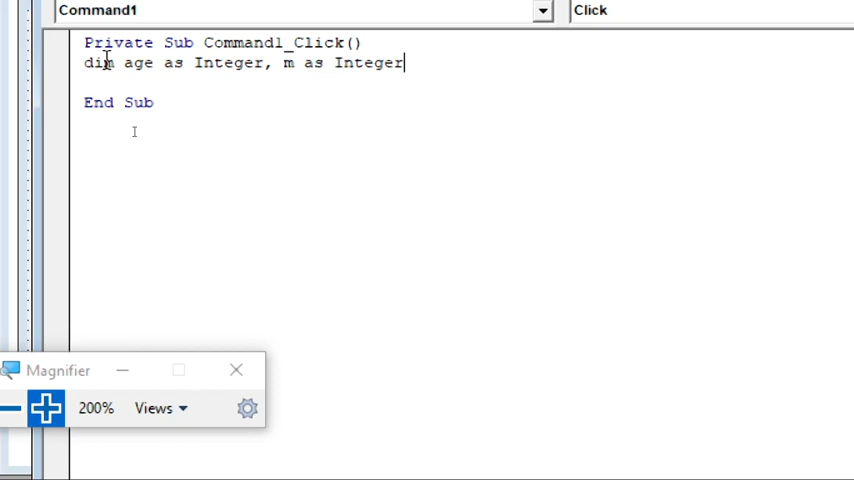 Command1
Click
Private Sub Command1_Click()
dim age as Integer, m as Integer
End Sub
Magnifier
200%
Views